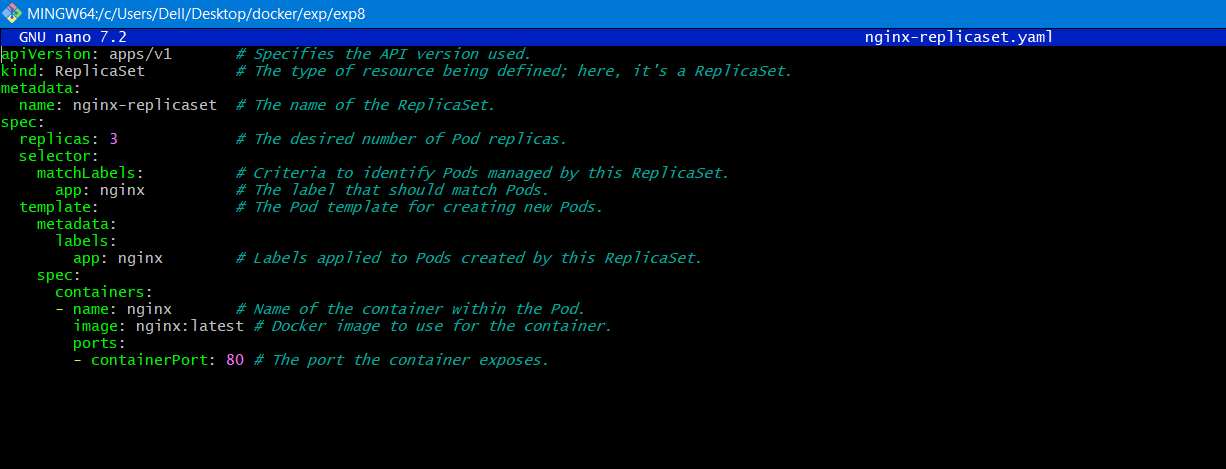 MINGW64:/c/Users/Dell/Desktop/docker/exp/exp8
GNU nano 7.2 nginx-replicaset.yaml
apiVersion: apps/v1 # Specifies the API version used.
kind: ReplicaSet # The type of resource being defined; here, it's a ReplicaSet.
metadata:
  name: nginx-replicaset # The name of the ReplicaSet.
spec:
  replicas: 3 # The desired number of Pod replicas.
  selector:
    matchLabels: # Criteria to identify Pods managed by this ReplicaSet.
      app: nginx # The label that should match Pods.
  template: # The Pod template for creating new Pods.
    metadata:
      labels:
        app: nginx # Labels applied to Pods created by this ReplicaSet.
    spec:
      containers:
      - name: nginx # Name of the container within the Pod.
        image: nginx:latest # Docker image to use for the container.
        ports:
        - containerPort: 80 # The port the container exposes.